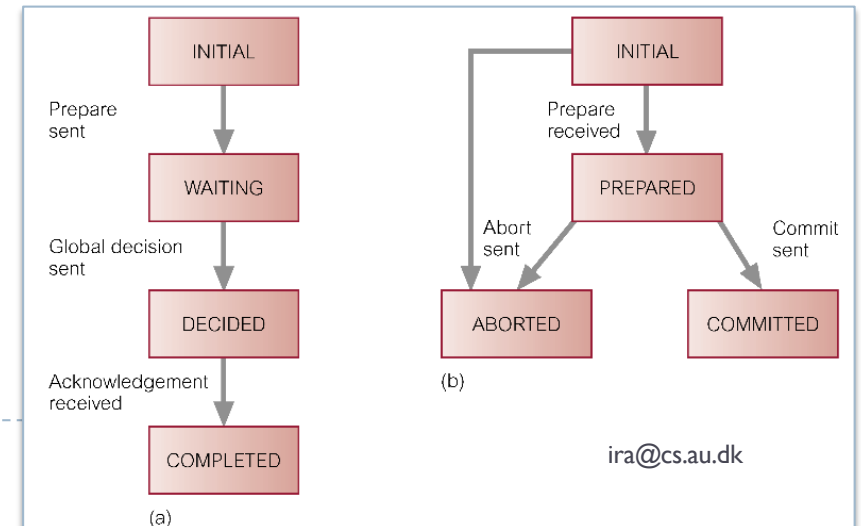 INITIAL
Prepare
sent
WAITING
Global decision
sent
DECIDED
Acknowledgement
received
COMPLETED
(a)
INITIAL
Prepare
received
PREPARED
Abort
sent
Commit
sent
ABORTED
COMMITTED
(b)
ira@cs.au.dk